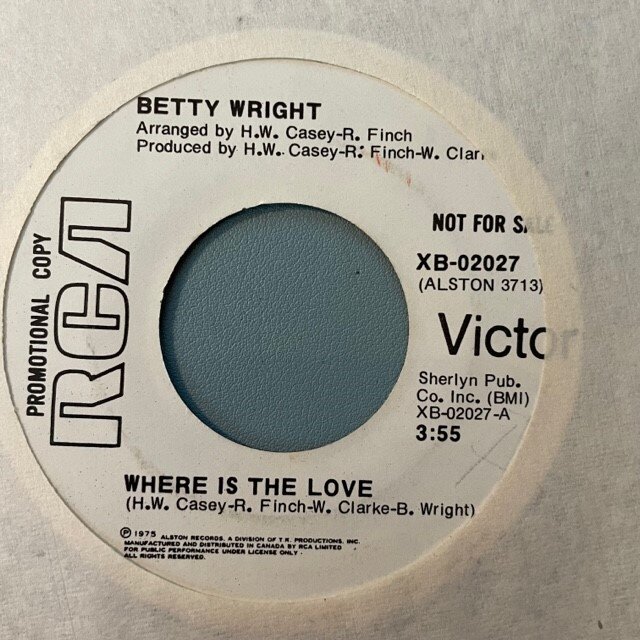 BETTY WRIGHT
Arranged by H.W. Casey-R. Finch
Produced by H.W. Casey-R. Finch-W. Clar
PROMOTIONAL COPY
RCA
NOT FOR SALE
XB-02027
(ALSTON 3713)
Victor
Sherlyn Pub.
Co. Inc. (BMI)
XB-02027-A
3:55
WHERE IS THE LOVE
(H.W. Casey-R. Finch-W. Clarke-B. Wright)
℗ 1975 ALSTON RECORDS, A DIVISION OF T.K. PRODUCTIONS, INC.
MANUFACTURED AND DISTRIBUTED IN CANADA BY RCA LIMITED
FOR PUBLIC PERFORMANCE UNDER LICENSE ONLY
ALL RIGHTS RESERVED.